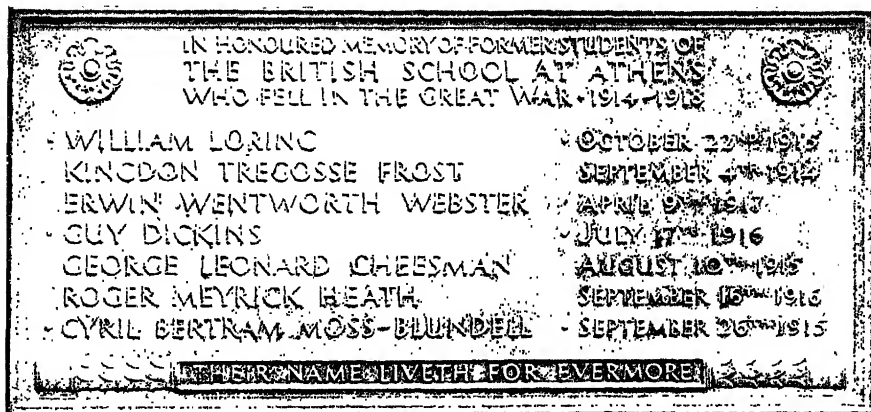 IN HONOURED MEMORY OF FORMER STUDENTS OF
THE BRITISH SCHOOL AT ATHENS
WHO FELL IN THE GREAT WAR · 1914–1918
· WILLIAM LORING · OCTOBER 22ND 1915
KINGDON TREGOSSE FROST SEPTEMBER 4TH 1914
ERWIN WENTWORTH WEBSTER · APRIL 9TH 1917
· GUY DICKINS · JULY 17TH 1916
GEORGE LEONARD CHEESMAN AUGUST 10TH 1915
ROGER MEYRICK HEATH SEPTEMBER 16TH 1916
· CYRIL BERTRAM MOSS-BLUNDELL · SEPTEMBER 26TH 1915
THEIR NAME LIVETH FOR EVERMORE